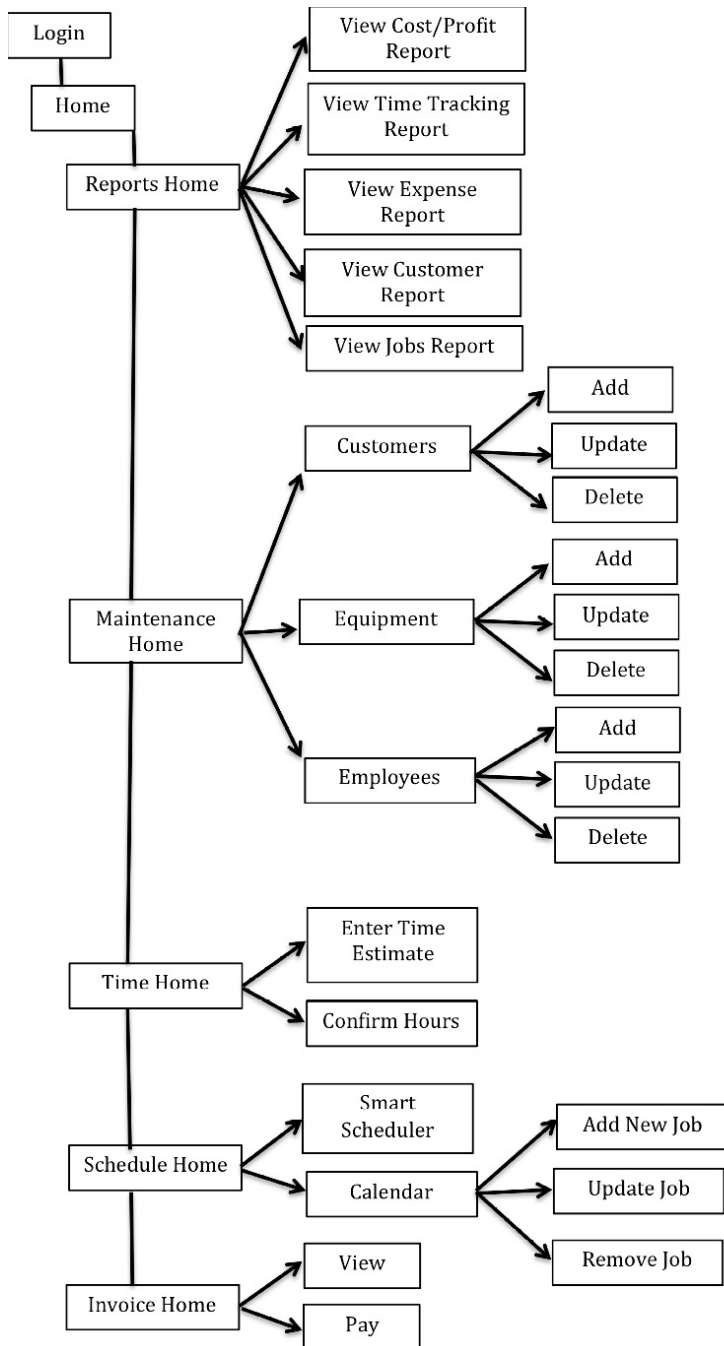 Login
Home
Reports Home
View Cost/Profit
Report
View Time Tracking
Report
View Expense
Report
View Customer
Report
View Jobs Report
Maintenance
Home
Customers
Add
Update
Delete
Equipment
Add
Update
Delete
Employees
Add
Update
Delete
Time Home
Enter Time
Estimate
Confirm Hours
Schedule Home
Smart
Scheduler
Calendar
Add New Job
Update Job
Remove Job
Invoice Home
View
Pay